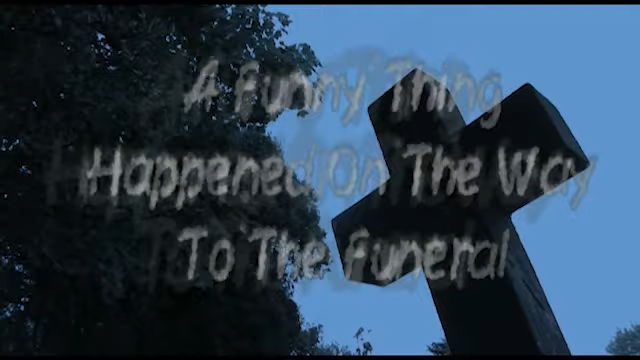 A Funny Thing
Happened On The Way
To The Funeral